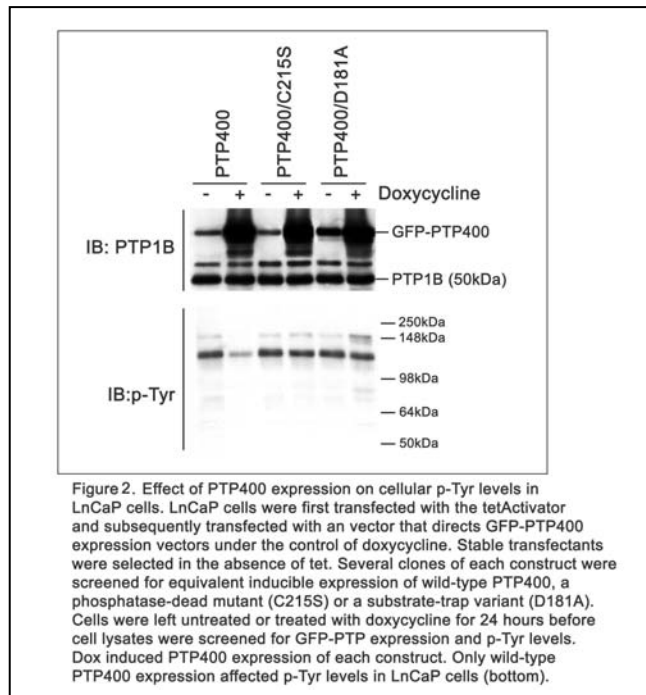 PTP400
PTP400/C215S
PTP400/D181A
- + - + - + Doxycycline
IB: PTP1B
GFP-PTP400
PTP1B (50kDa)
IB:p-Tyr
250kDa
148kDa
98kDa
64kDa
50kDa
Figure 2. Effect of PTP400 expression on cellular p-Tyr levels in
LnCaP cells. LnCaP cells were first transfected with the tetActivator
and subsequently transfected with an vector that directs GFP-PTP400
expression vectors under the control of doxycycline. Stable transfectants
were selected in the absence of tet. Several clones of each construct were
screened for equivalent inducible expression of wild-type PTP400, a
phosphatase-dead mutant (C215S) or a substrate-trap variant (D181A).
Cells were left untreated or treated with doxycycline for 24 hours before
cell lysates were screened for GFP-PTP expression and p-Tyr levels.
Dox induced PTP400 expression of each construct. Only wild-type
PTP400 expression affected p-Tyr levels in LnCaP cells (bottom).